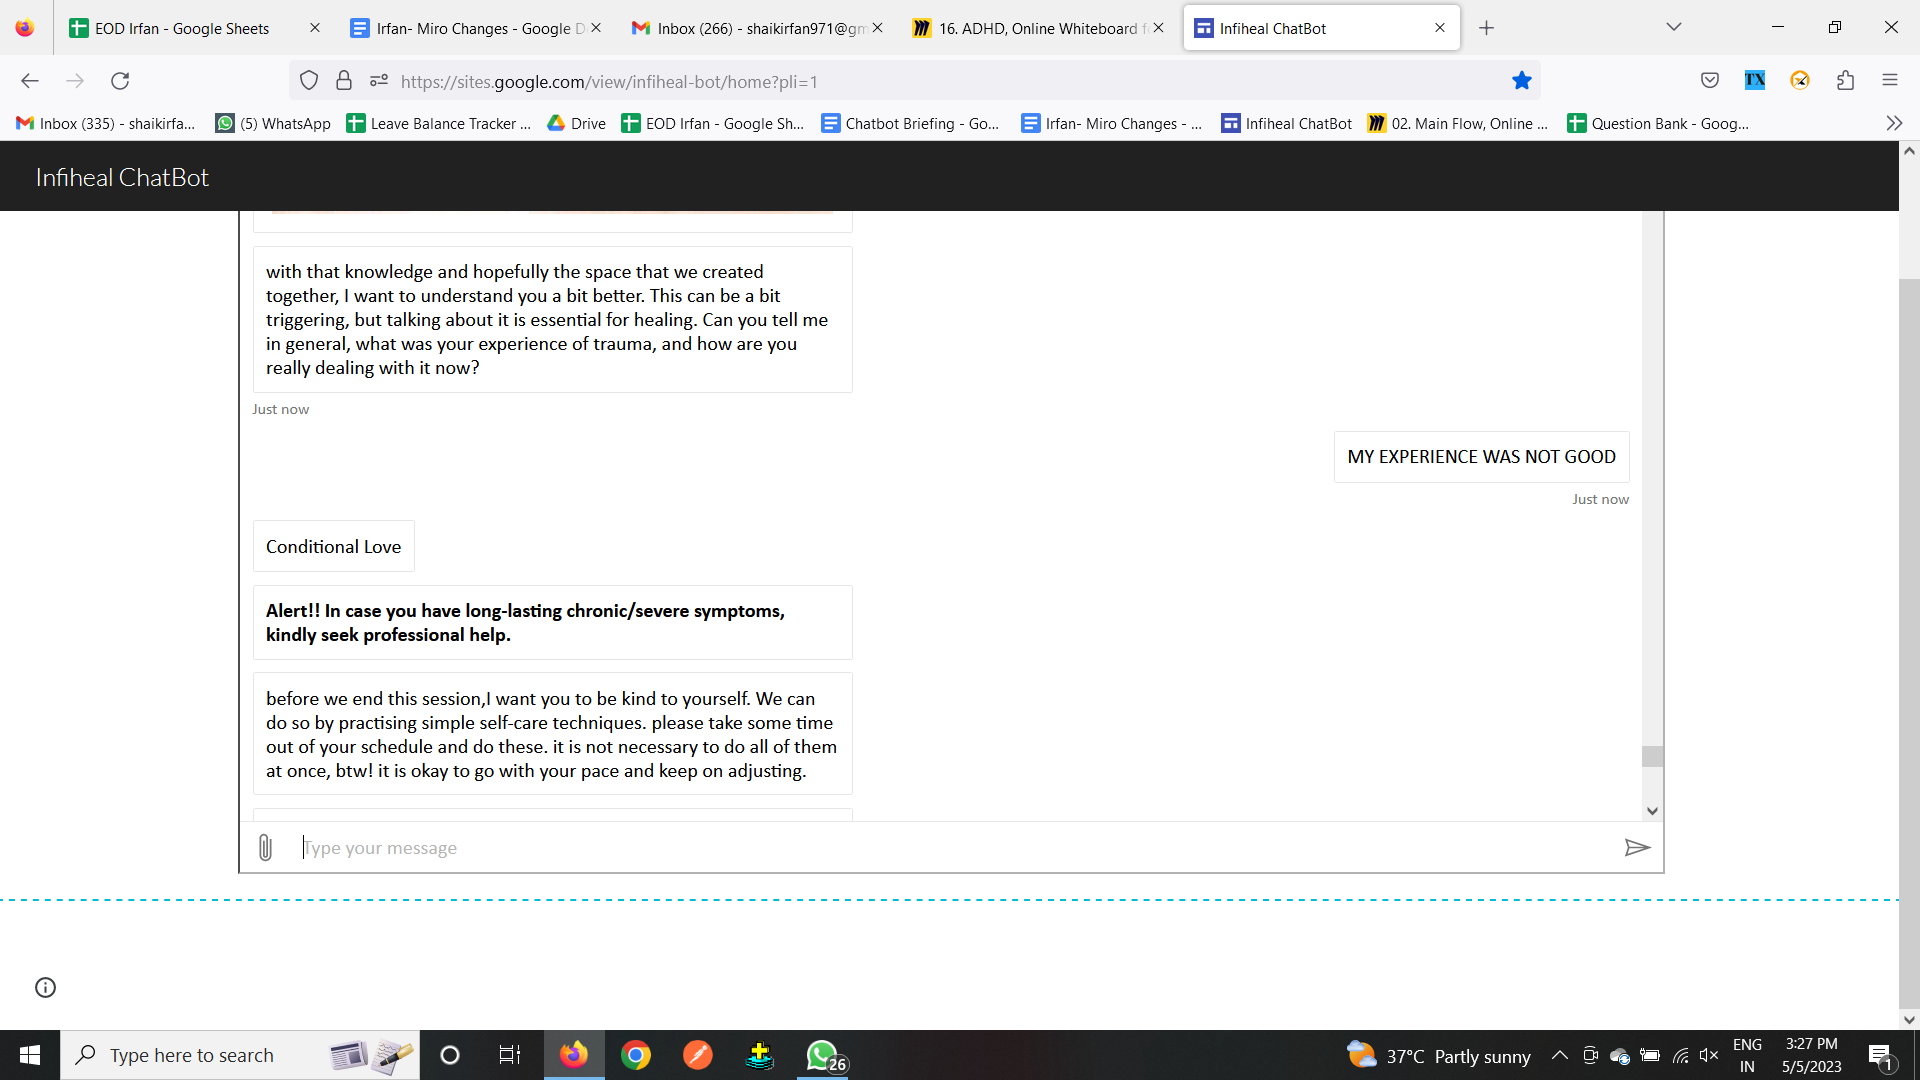 EOD Irfan - Google Sheets
Irfan- Miro Changes - Google D
Inbox (266) - shaikirfan971@gm
16. ADHD, Online Whiteboard f
Infiheal ChatBot
https://sites.google.com/view/infiheal-bot/home?pli=1
TX
Inbox (335) - shaikirfa...
(5) WhatsApp
Leave Balance Tracker ...
Drive
EOD Irfan - Google Sh...
Chatbot Briefing - Go...
Irfan- Miro Changes - ...
Infiheal ChatBot
02. Main Flow, Online ...
Question Bank - Goog...
Infiheal ChatBot
with that knowledge and hopefully the space that we created
together, I want to understand you a bit better. This can be a bit
triggering, but talking about it is essential for healing. Can you tell me
in general, what was your experience of trauma, and how are you
really dealing with it now?
Just now
MY EXPERIENCE WAS NOT GOOD
Just now
Conditional Love
Alert!! In case you have long-lasting chronic/severe symptoms,
kindly seek professional help.
before we end this session,I want you to be kind to yourself. We can
do so by practising simple self-care techniques. please take some time
out of your schedule and do these. it is not necessary to do all of them
at once, btw! it is okay to go with your pace and keep on adjusting.
Type your message
Type here to search
26
37°C Partly sunny
ENG
IN
3:27 PM
5/5/2023
1